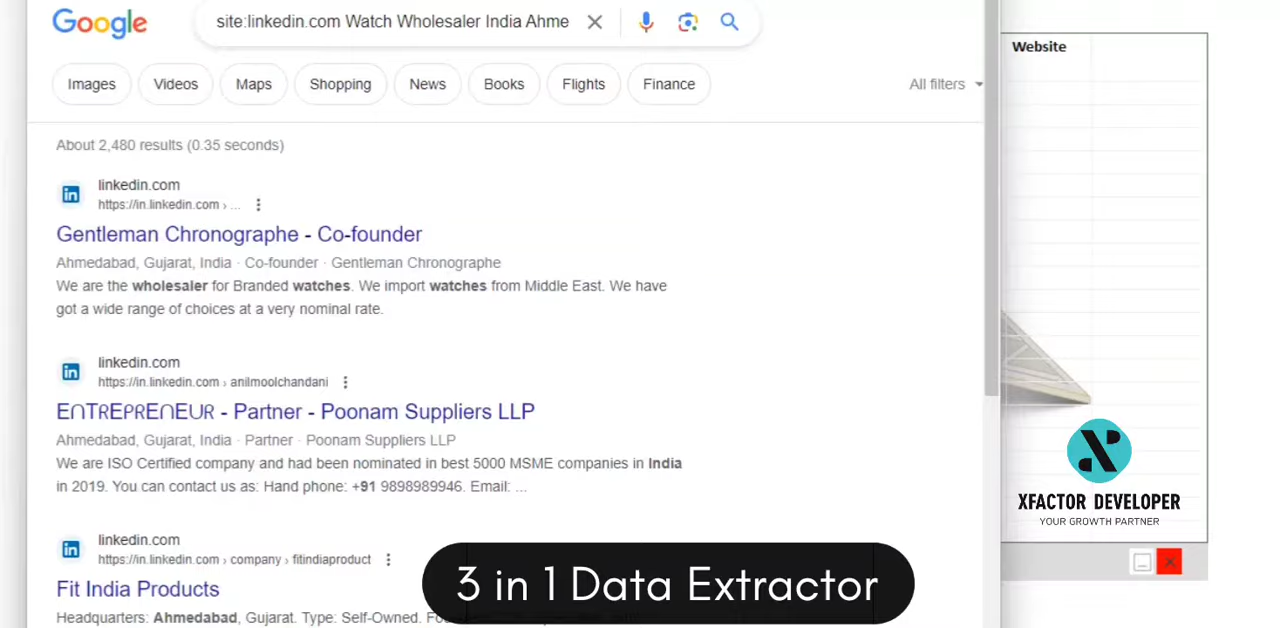 Google
site:linkedin.com Watch Wholesaler India Ahme
Images Videos Maps Shopping News Books Flights Finance All filters
About 2,480 results (0.35 seconds)
linkedin.com
https://in.linkedin.com › ...
Gentleman Chronographe - Co-founder
Ahmedabad, Gujarat, India · Co-founder · Gentleman Chronographe
We are the wholesaler for Branded watches. We import watches from Middle East. We have
got a wide range of choices at a very nominal rate.
linkedin.com
https://in.linkedin.com › anilmoolchandani
ENTREPRENEUR - Partner - Poonam Suppliers LLP
Ahmedabad, Gujarat, India · Partner · Poonam Suppliers LLP
We are ISO Certified company and had been nominated in best 5000 MSME companies in India
in 2019. You can contact us as: Hand phone: +91 9898989946. Email: ...
linkedin.com
https://in.linkedin.com › company › fitindiaproduct
Fit India Products
Headquarters: Ahmedabad, Gujarat. Type: Self-Owned.
3 in 1 Data Extractor
Website
XFACTOR DEVELOPER
YOUR GROWTH PARTNER